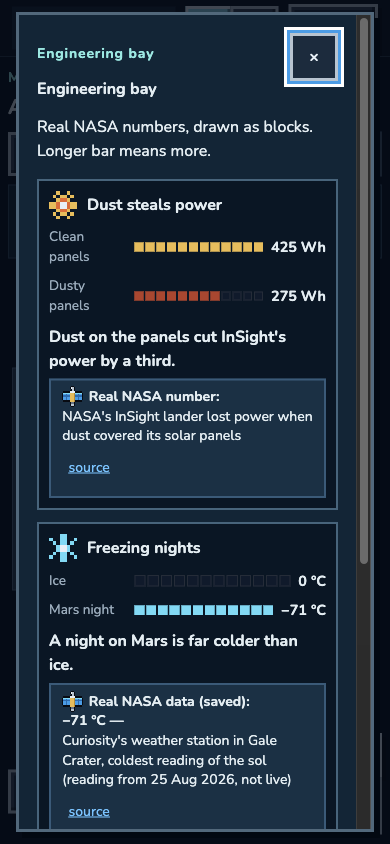 Engineering bay
×
Engineering bay
Real NASA numbers, drawn as blocks.
Longer bar means more.
Dust steals power
Clean
panels
425 Wh
Dusty
panels
275 Wh
Dust on the panels cut InSight's
power by a third.
Real NASA number:
NASA's InSight lander lost power when
dust covered its solar panels
source
Freezing nights
Ice
0 °C
Mars night
−71 °C
A night on Mars is far colder than
ice.
Real NASA data (saved):
−71 °C —
Curiosity's weather station in Gale
Crater, coldest reading of the sol
(reading from 25 Aug 2026, not live)
source